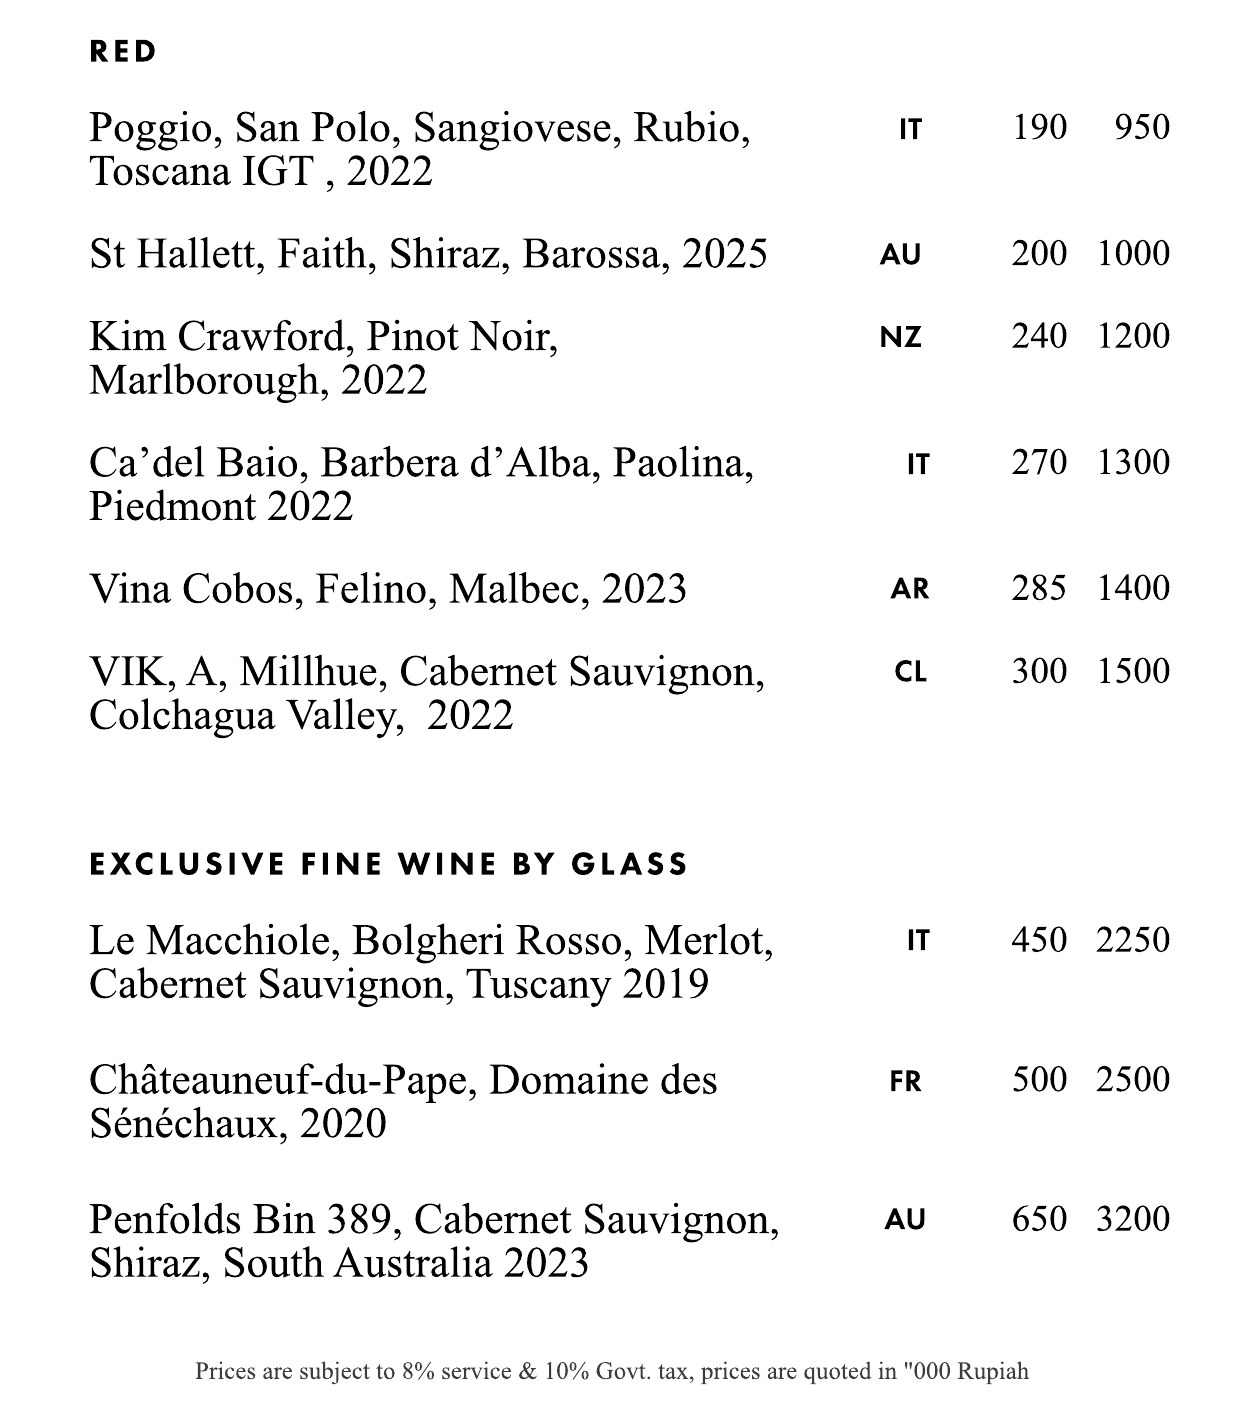 RED
Poggio, San Polo, Sangiovese, Rubio, IT 190 950
Toscana IGT , 2022
St Hallett, Faith, Shiraz, Barossa, 2025 AU 200 1000
Kim Crawford, Pinot Noir, NZ 240 1200
Marlborough, 2022
Ca’del Baio, Barbera d’Alba, Paolina, IT 270 1300
Piedmont 2022
Vina Cobos, Felino, Malbec, 2023 AR 285 1400
VIK, A, Millhue, Cabernet Sauvignon, CL 300 1500
Colchagua Valley,  2022
EXCLUSIVE FINE WINE BY GLASS
Le Macchiole, Bolgheri Rosso, Merlot, IT 450 2250
Cabernet Sauvignon, Tuscany 2019
Châteauneuf-du-Pape, Domaine des FR 500 2500
Sénéchaux, 2020
Penfolds Bin 389, Cabernet Sauvignon, AU 650 3200
Shiraz, South Australia 2023
Prices are subject to 8% service & 10% Govt. tax, prices are quoted in "000 Rupiah